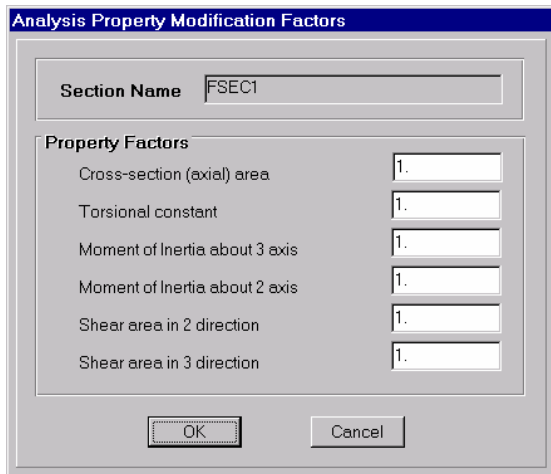 Analysis Property Modification Factors
Section Name FSEC1
Property Factors
Cross-section (axial) area 1.
Torsional constant 1.
Moment of Inertia about 3 axis 1.
Moment of Inertia about 2 axis 1.
Shear area in 2 direction 1.
Shear area in 3 direction 1.
OK Cancel